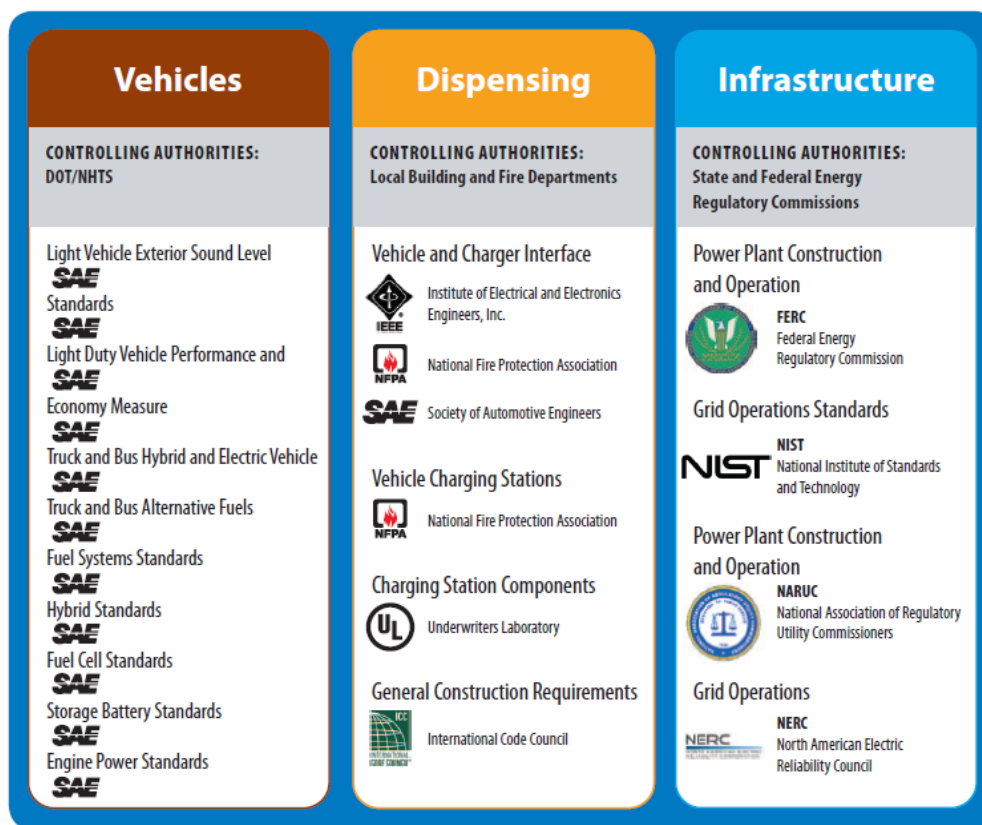 Vehicles
CONTROLLING AUTHORITIES:
DOT/NHTS
Light Vehicle Exterior Sound Level
SAE
Standards
SAE
Light Duty Vehicle Performance and
SAE
Economy Measure
SAE
Truck and Bus Hybrid and Electric Vehicle
SAE
Truck and Bus Alternative Fuels
SAE
Fuel Systems Standards
SAE
Hybrid Standards
SAE
Fuel Cell Standards
SAE
Storage Battery Standards
SAE
Engine Power Standards
SAE
Dispensing
CONTROLLING AUTHORITIES:
Local Building and Fire Departments
Vehicle and Charger Interface
IEEE
Institute of Electrical and Electronics
Engineers, Inc.
NFPA
National Fire Protection Association
SAE
Society of Automotive Engineers
Vehicle Charging Stations
NFPA
National Fire Protection Association
Charging Station Components
UL
Underwriters Laboratory
General Construction Requirements
ICC
INTERNATIONAL
CODE COUNCIL
International Code Council
Infrastructure
CONTROLLING AUTHORITIES:
State and Federal Energy
Regulatory Commissions
Power Plant Construction
and Operation
FERC
Federal Energy
Regulatory Commission
Grid Operations Standards
NIST
NIST
National Institute of Standards
and Technology
Power Plant Construction
and Operation
NARUC
National Association of Regulatory
Utility Commissioners
Grid Operations
NERC
NERC
North American Electric
Reliability Council